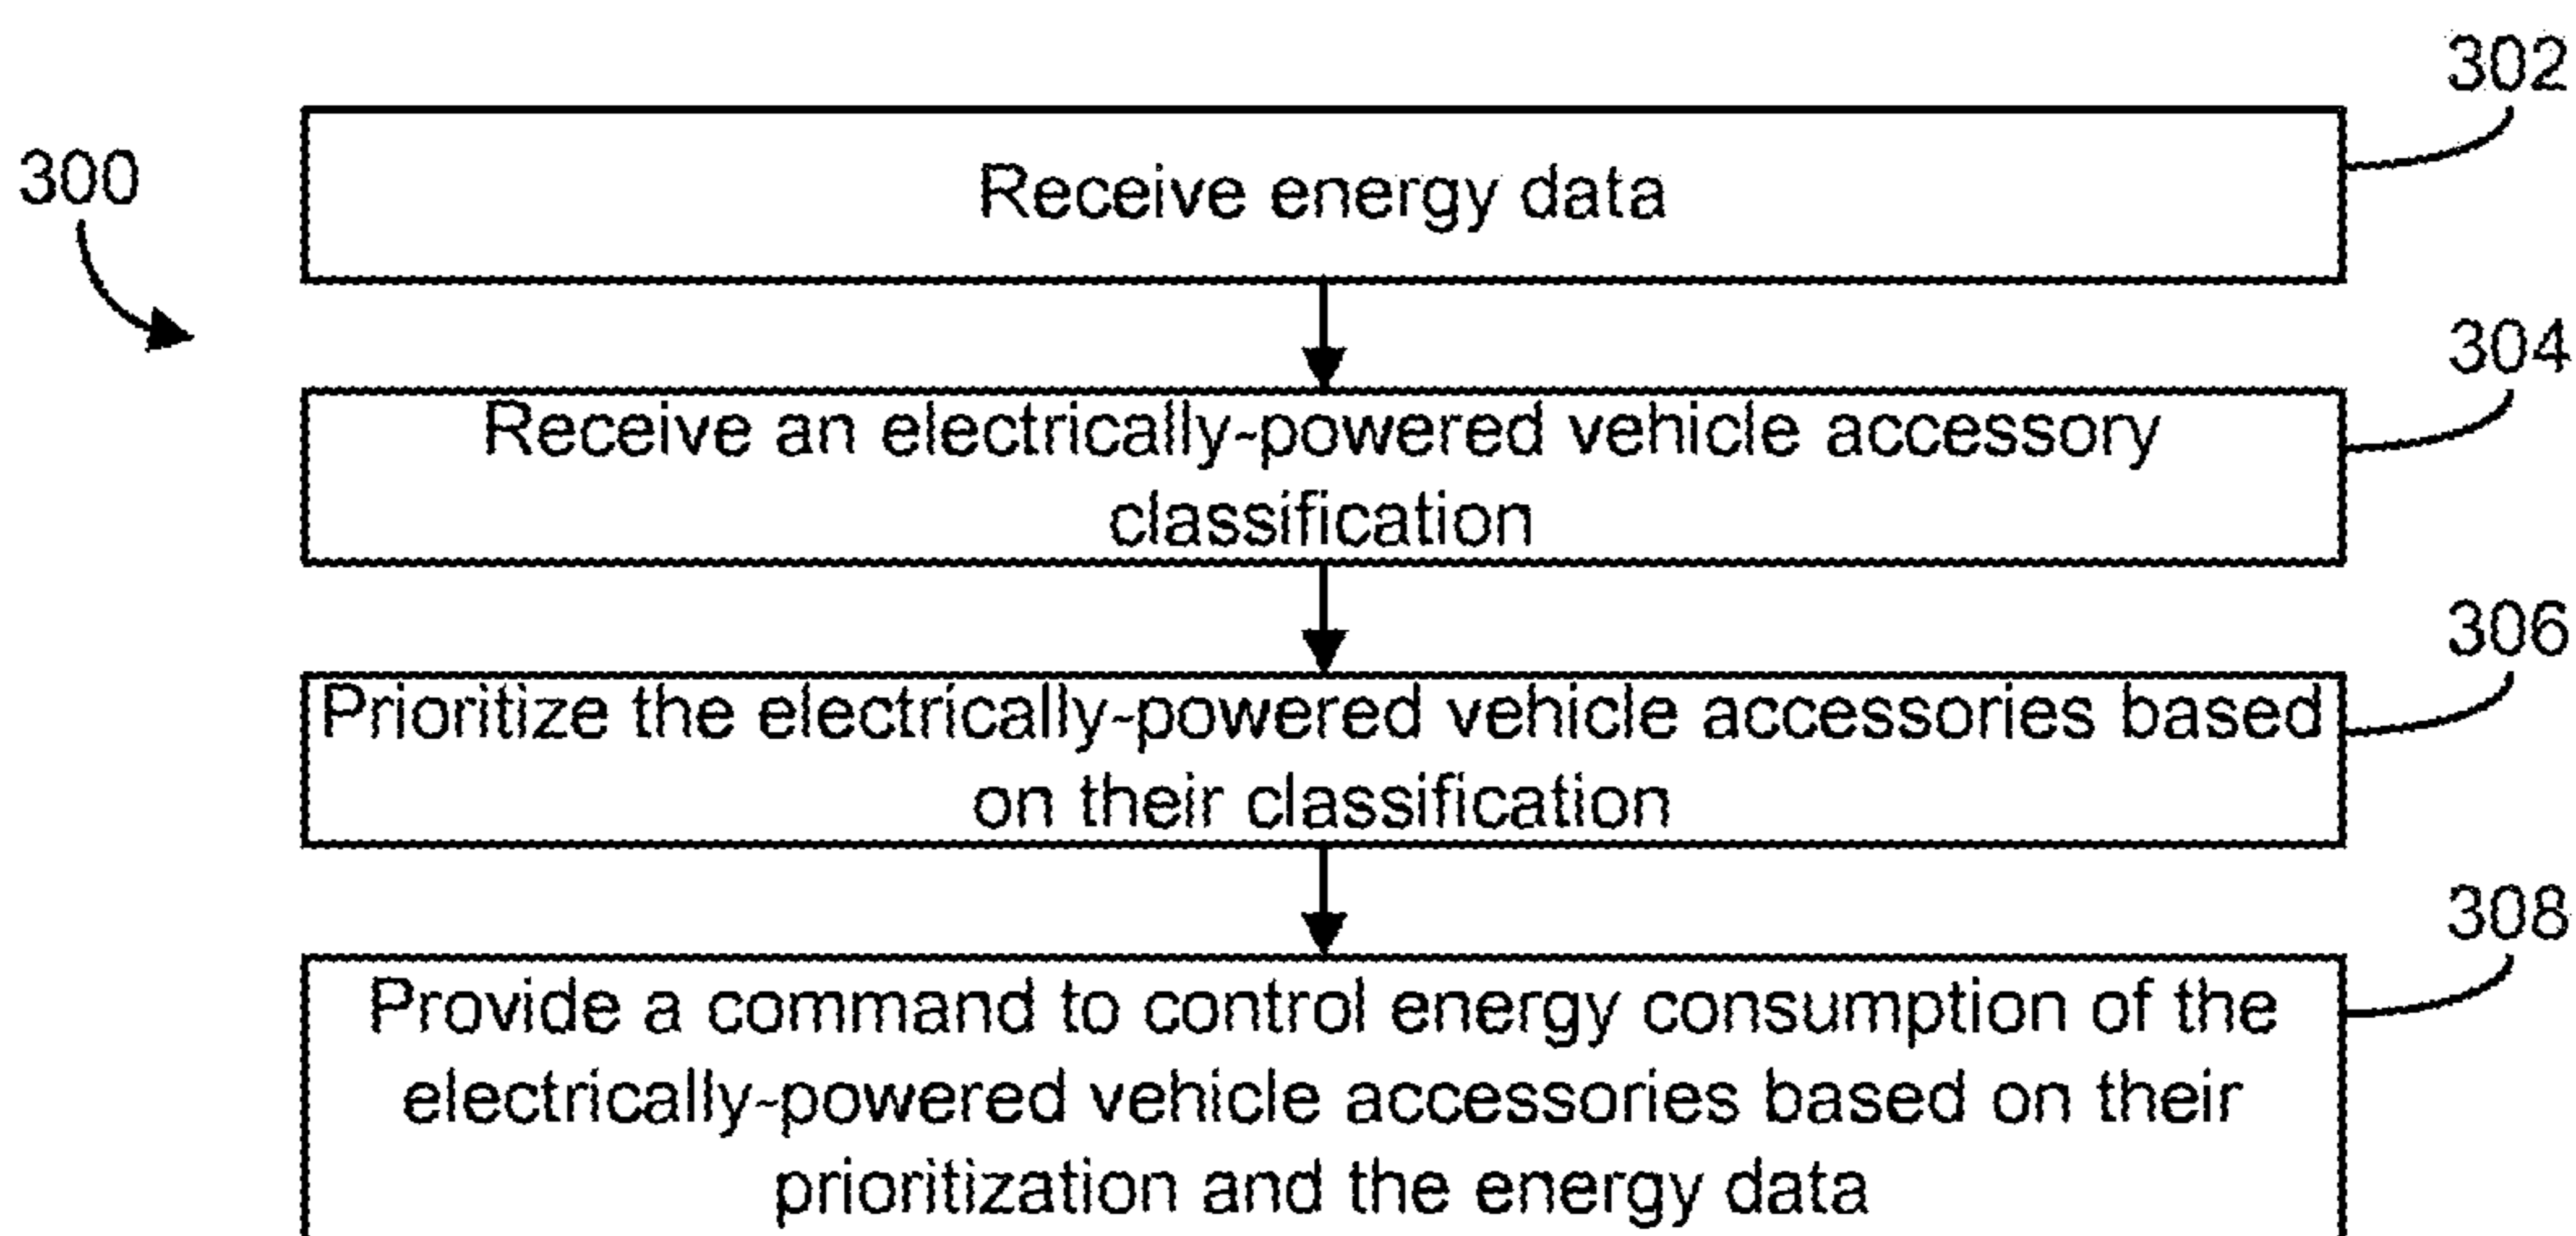 302
300
Receive energy data
304
Receive an electrically-powered vehicle accessory
classification
306
Prioritize the electrically-powered vehicle accessories based
on their classification
308
Provide a command to control energy consumption of the
electrically-powered vehicle accessories based on their
prioritization and the energy data